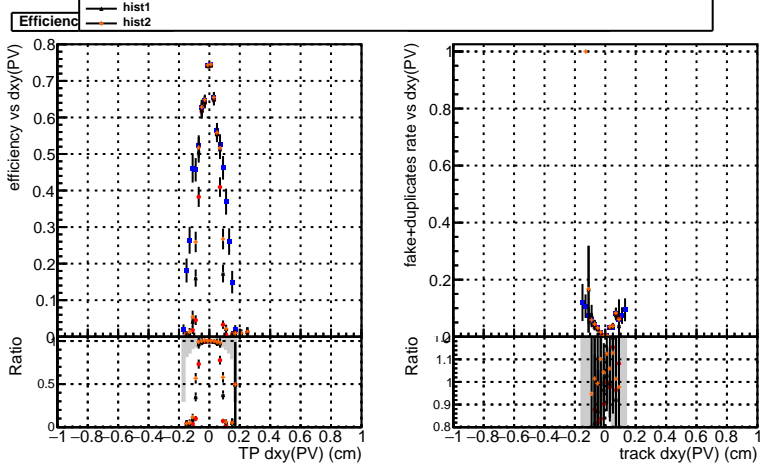 hist1
Efficienc
hist2
efficiency vs dxy(PV)
0.8
0.7
0.6
0.5
0.4
0.3
0.2
0.1
0
Ratio
1
0.5
0
−1 −0.8 −0.6 −0.4 −0.2 0 0.2 0.4 0.6 0.8 1
TP dxy(PV) (cm)
fake+duplicates rate vs dxy(PV)
1
0.8
0.6
0.4
0.2
Ratio
1.1
1
0.9
0.8
−1 −0.8 −0.6 −0.4 −0.2 0 0.2 0.4 0.6 0.8 1
track dxy(PV) (cm)